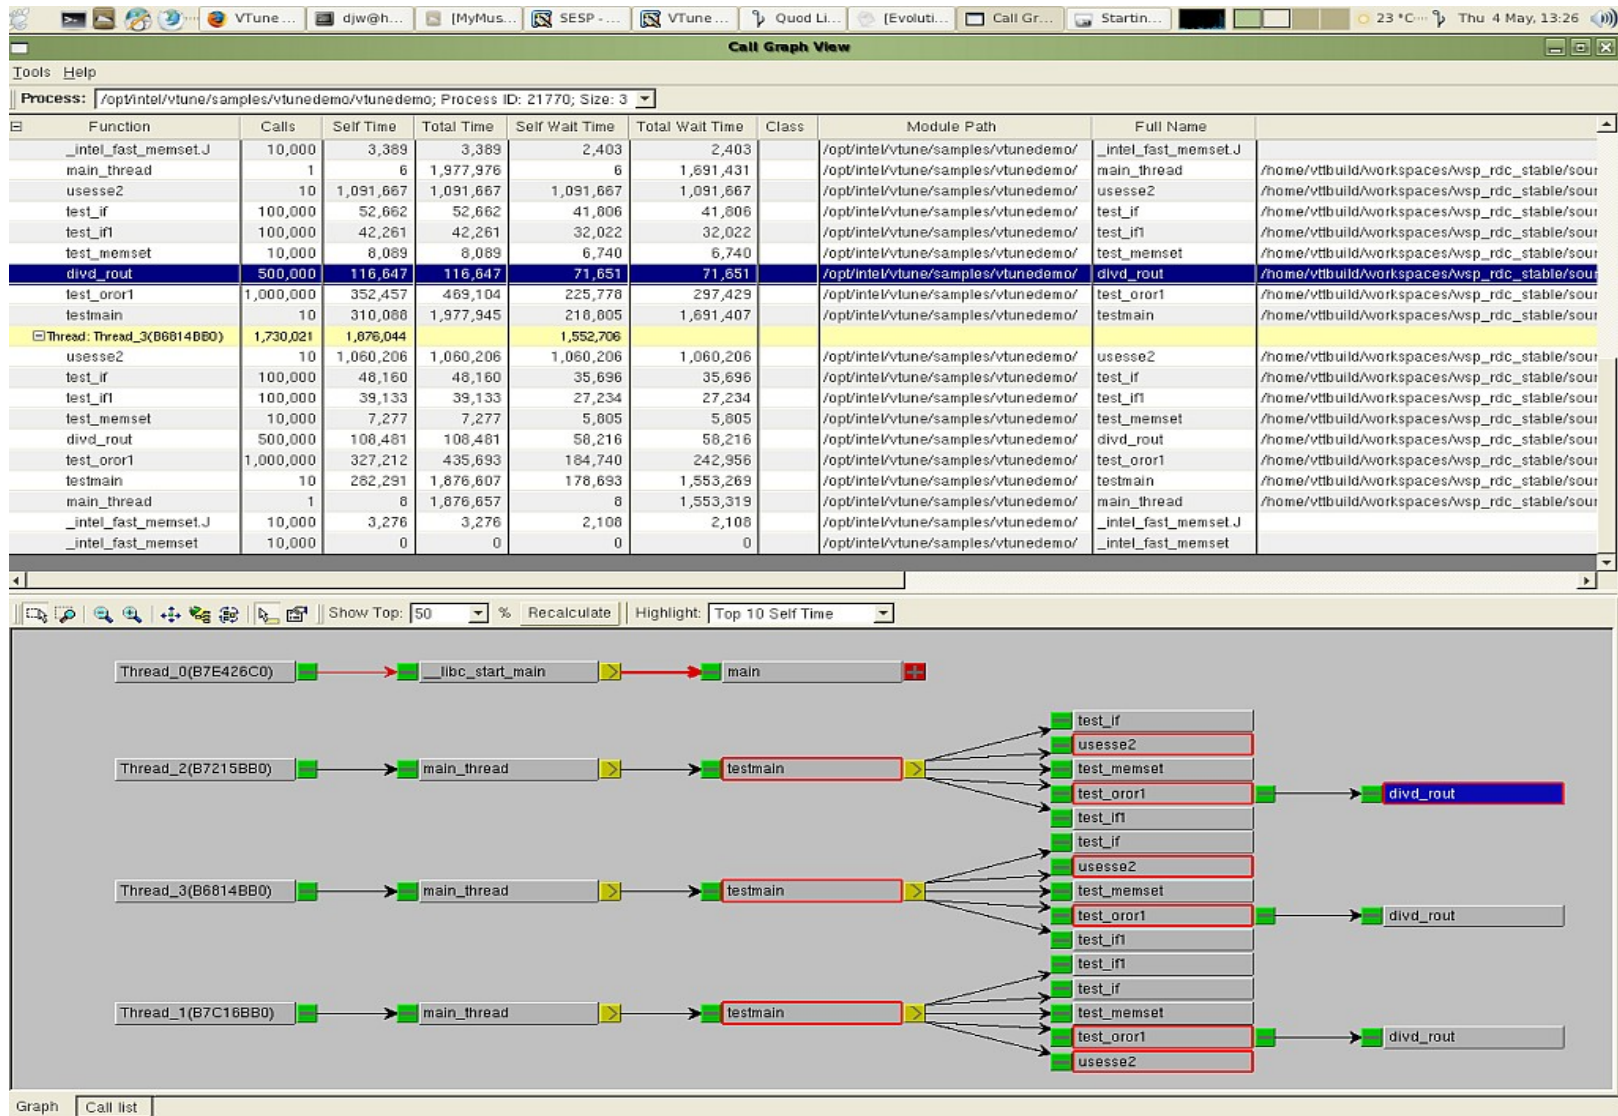 VTune ... djw@h... [MyMus... SESP - ... VTune ... Quod Li... [Evoluti... Call Gr... Startin... 23 °C Thu 4 May, 13:26
Call Graph View
Tools Help
Process: /opt/intel/vtune/samples/vtunedemo/vtunedemo; Process ID: 21770; Size: 3
Function Calls Self Time Total Time Self Wait Time Total Wait Time Class Module Path Full Name
_intel_fast_memset.J 10,000 3,389 3,389 2,403 2,403 /opt/intel/vtune/samples/vtunedemo/ _intel_fast_memset.J
main_thread 1 6 1,977,976 6 1,691,431 /opt/intel/vtune/samples/vtunedemo/ main_thread /home/vttbuild/workspaces/wsp_rdc_stable/sour
usesse2 10 1,091,667 1,091,667 1,091,667 1,091,667 /opt/intel/vtune/samples/vtunedemo/ usesse2 /home/vttbuild/workspaces/wsp_rdc_stable/sour
test_if 100,000 52,662 52,662 41,806 41,806 /opt/intel/vtune/samples/vtunedemo/ test_if /home/vttbuild/workspaces/wsp_rdc_stable/sour
test_if1 100,000 42,261 42,261 32,022 32,022 /opt/intel/vtune/samples/vtunedemo/ test_if1 /home/vttbuild/workspaces/wsp_rdc_stable/sour
test_memset 10,000 8,089 8,089 6,740 6,740 /opt/intel/vtune/samples/vtunedemo/ test_memset /home/vttbuild/workspaces/wsp_rdc_stable/sour
divd_rout 500,000 116,647 116,647 71,651 71,651 /opt/intel/vtune/samples/vtunedemo/ divd_rout /home/vttbuild/workspaces/wsp_rdc_stable/sour
test_oror1 1,000,000 352,457 469,104 225,778 297,429 /opt/intel/vtune/samples/vtunedemo/ test_oror1 /home/vttbuild/workspaces/wsp_rdc_stable/sour
testmain 10 310,088 1,977,945 218,805 1,691,407 /opt/intel/vtune/samples/vtunedemo/ testmain /home/vttbuild/workspaces/wsp_rdc_stable/sour
Thread: Thread_3(B6814BB0) 1,730,021 1,876,044 1,552,706
usesse2 10 1,060,206 1,060,206 1,060,206 1,060,206 /opt/intel/vtune/samples/vtunedemo/ usesse2 /home/vttbuild/workspaces/wsp_rdc_stable/sour
test_if 100,000 48,160 48,160 35,696 35,696 /opt/intel/vtune/samples/vtunedemo/ test_if /home/vttbuild/workspaces/wsp_rdc_stable/sour
test_if1 100,000 39,133 39,133 27,234 27,234 /opt/intel/vtune/samples/vtunedemo/ test_if1 /home/vttbuild/workspaces/wsp_rdc_stable/sour
test_memset 10,000 7,277 7,277 5,805 5,805 /opt/intel/vtune/samples/vtunedemo/ test_memset /home/vttbuild/workspaces/wsp_rdc_stable/sour
divd_rout 500,000 108,481 108,481 58,216 58,216 /opt/intel/vtune/samples/vtunedemo/ divd_rout /home/vttbuild/workspaces/wsp_rdc_stable/sour
test_oror1 1,000,000 327,212 435,693 184,740 242,956 /opt/intel/vtune/samples/vtunedemo/ test_oror1 /home/vttbuild/workspaces/wsp_rdc_stable/sour
testmain 10 282,291 1,876,607 178,693 1,553,269 /opt/intel/vtune/samples/vtunedemo/ testmain /home/vttbuild/workspaces/wsp_rdc_stable/sour
main_thread 1 8 1,876,657 8 1,553,319 /opt/intel/vtune/samples/vtunedemo/ main_thread /home/vttbuild/workspaces/wsp_rdc_stable/sour
_intel_fast_memset.J 10,000 3,276 3,276 2,108 2,108 /opt/intel/vtune/samples/vtunedemo/ _intel_fast_memset.J
_intel_fast_memset 10,000 0 0 0 0 /opt/intel/vtune/samples/vtunedemo/ _intel_fast_memset
Show Top: 50 % Recalculate Highlight: Top 10 Self Time
Thread_0(B7E426C0) __libc_start_main main
test_if
usesse2
Thread_2(B7215BB0) main_thread testmain test_memset
test_oror1 divd_rout
test_if1
test_if
usesse2
Thread_3(B6814BB0) main_thread testmain test_memset
test_oror1 divd_rout
test_if1
test_if1
test_if
Thread_1(B7C16BB0) main_thread testmain test_memset
test_oror1 divd_rout
usesse2
Graph Call list